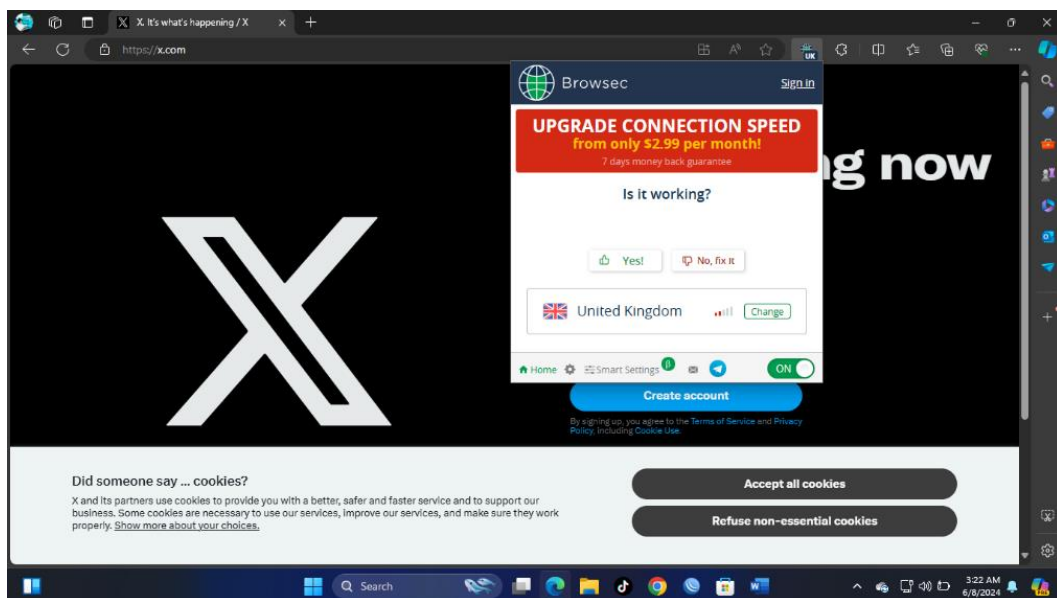 X. It's what's happening / X
https://x.com
UK
Browsec
Sign in
UPGRADE CONNECTION SPEED
from only $2.99 per month!
7 days money back guarantee
Is it working?
Yes!
No, fix it
United Kingdom
Change
Home
Smart Settings
β
ON
now
Create account
By signing up, you agree to the Terms of Service and Privacy
Policy, including Cookie Use.
Did someone say ... cookies?
X and its partners use cookies to provide you with a better, safer and faster service and to support our
business. Some cookies are necessary to use our services, improve our services, and make sure they work
properly. Show more about your choices.
Accept all cookies
Refuse non-essential cookies
Search
3:22 AM
6/8/2024